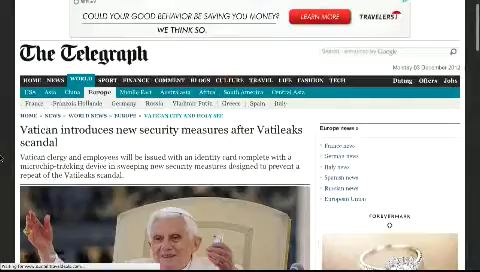 COULD YOUR GOOD BEHAVIOR BE SAVING YOU MONEY?
WE THINK SO.
LEARN MORE
TRAVELERS
The Telegraph
Monday 03 December 2012
HOME NEWS WORLD SPORT FINANCE COMMENT BLOGS CULTURE TRAVEL LIFE FASHION TECH
Dating Offers Jobs
USA Asia China Europe Middle East Australasia Africa South America Central Asia
France François Hollande Germany Russia Vladimir Putin Greece Spain Italy
HOME » NEWS » WORLD NEWS » EUROPE » VATICAN CITY AND HOLY SEE
Vatican introduces new security measures after Vatileaks
scandal
Vatican clergy and employees will be issued with an identity card complete with a
microchip-tracking device in sweeping new security measures designed to prevent a
repeat of the Vatileaks scandal.
Europe news »
France news
German news
Italy news
Spanish news
Russian news
European Union
FOREVERMARK